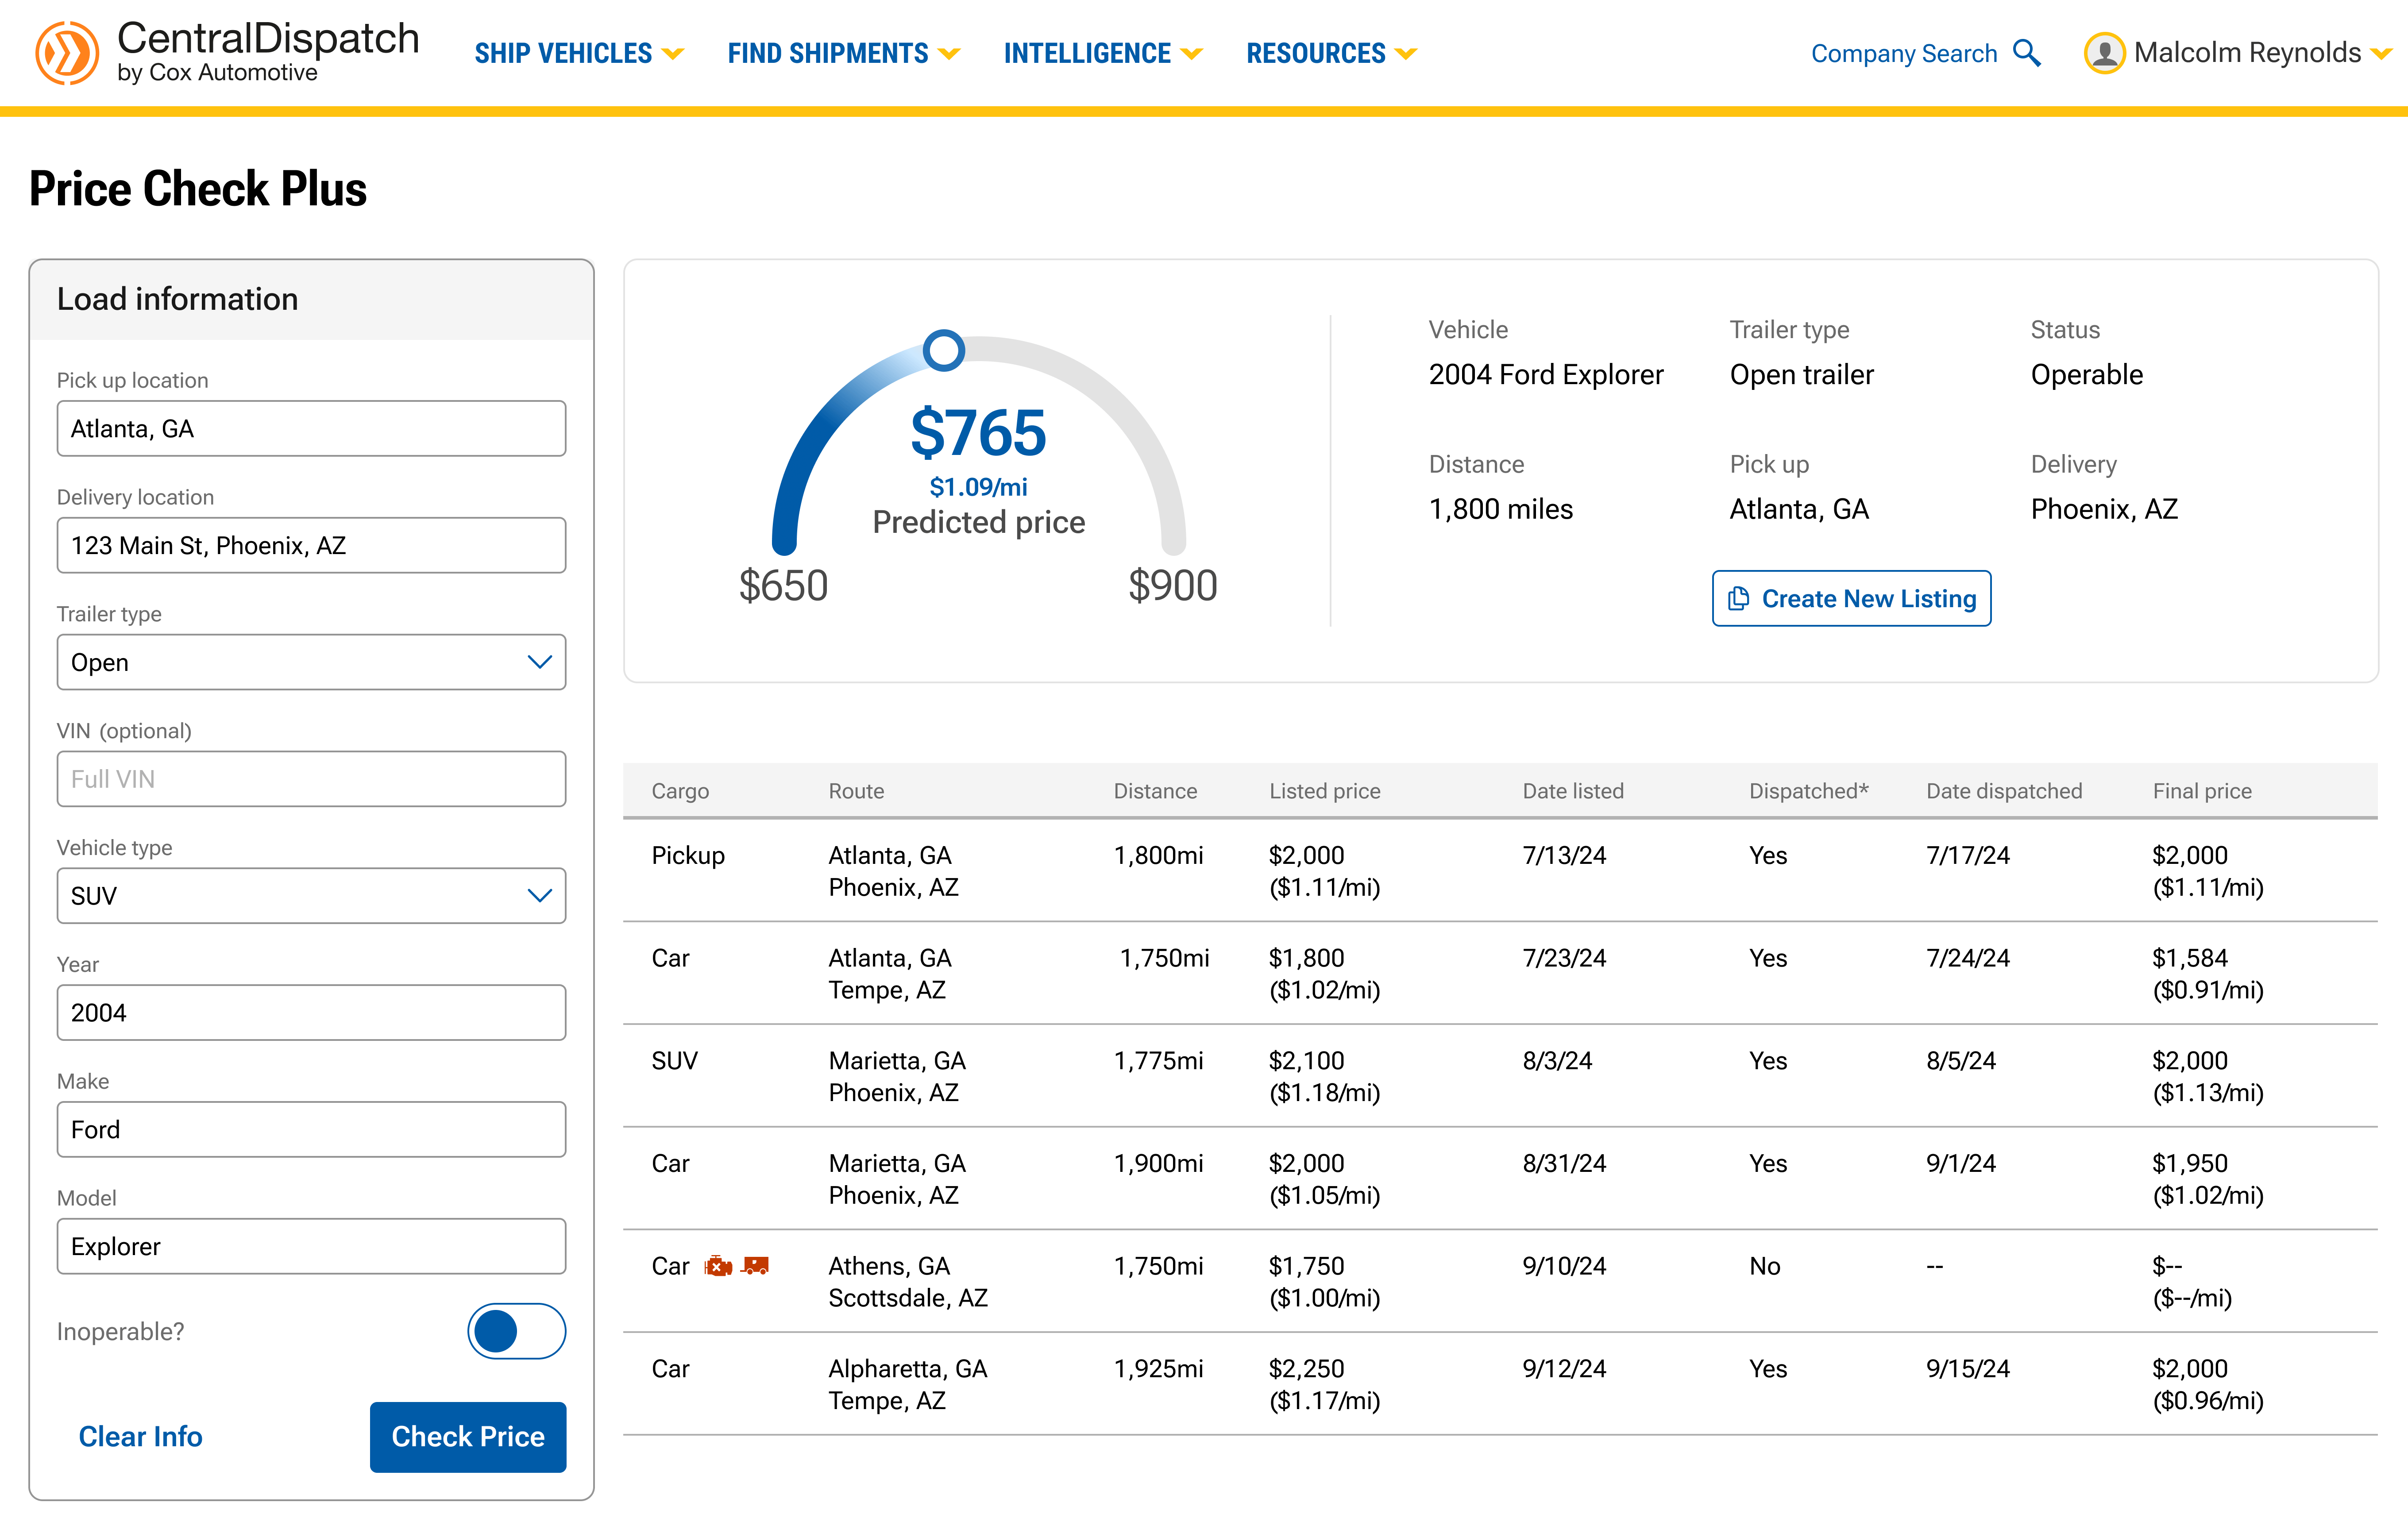 CentralDispatch
by Cox Automotive
SHIP VEHICLES
FIND SHIPMENTS
INTELLIGENCE
RESOURCES
Company Search
Malcolm Reynolds
Price Check Plus
Load information
Pick up location
Atlanta, GA
Delivery location
123 Main St, Phoenix, AZ
Trailer type
Open
VIN (optional)
Full VIN
Vehicle type
SUV
Year
2004
Make
Ford
Model
Explorer
Inoperable?
Clear Info
Check Price
$765
$1.09/mi
Predicted price
$650
$900
Vehicle
2004 Ford Explorer
Trailer type
Open trailer
Status
Operable
Distance
1,800 miles
Pick up
Atlanta, GA
Delivery
Phoenix, AZ
Create New Listing
Cargo Route Distance Listed price Date listed Dispatched* Date dispatched Final price
Pickup Atlanta, GA 1,800mi $2,000 7/13/24 Yes 7/17/24 $2,000
Phoenix, AZ ($1.11/mi) ($1.11/mi)
Car Atlanta, GA 1,750mi $1,800 7/23/24 Yes 7/24/24 $1,584
Tempe, AZ ($1.02/mi) ($0.91/mi)
SUV Marietta, GA 1,775mi $2,100 8/3/24 Yes 8/5/24 $2,000
Phoenix, AZ ($1.18/mi) ($1.13/mi)
Car Marietta, GA 1,900mi $2,000 8/31/24 Yes 9/1/24 $1,950
Phoenix, AZ ($1.05/mi) ($1.02/mi)
Car Athens, GA 1,750mi $1,750 9/10/24 No -- $--
Scottsdale, AZ ($1.00/mi) ($--/mi)
Car Alpharetta, GA 1,925mi $2,250 9/12/24 Yes 9/15/24 $2,000
Tempe, AZ ($1.17/mi) ($0.96/mi)